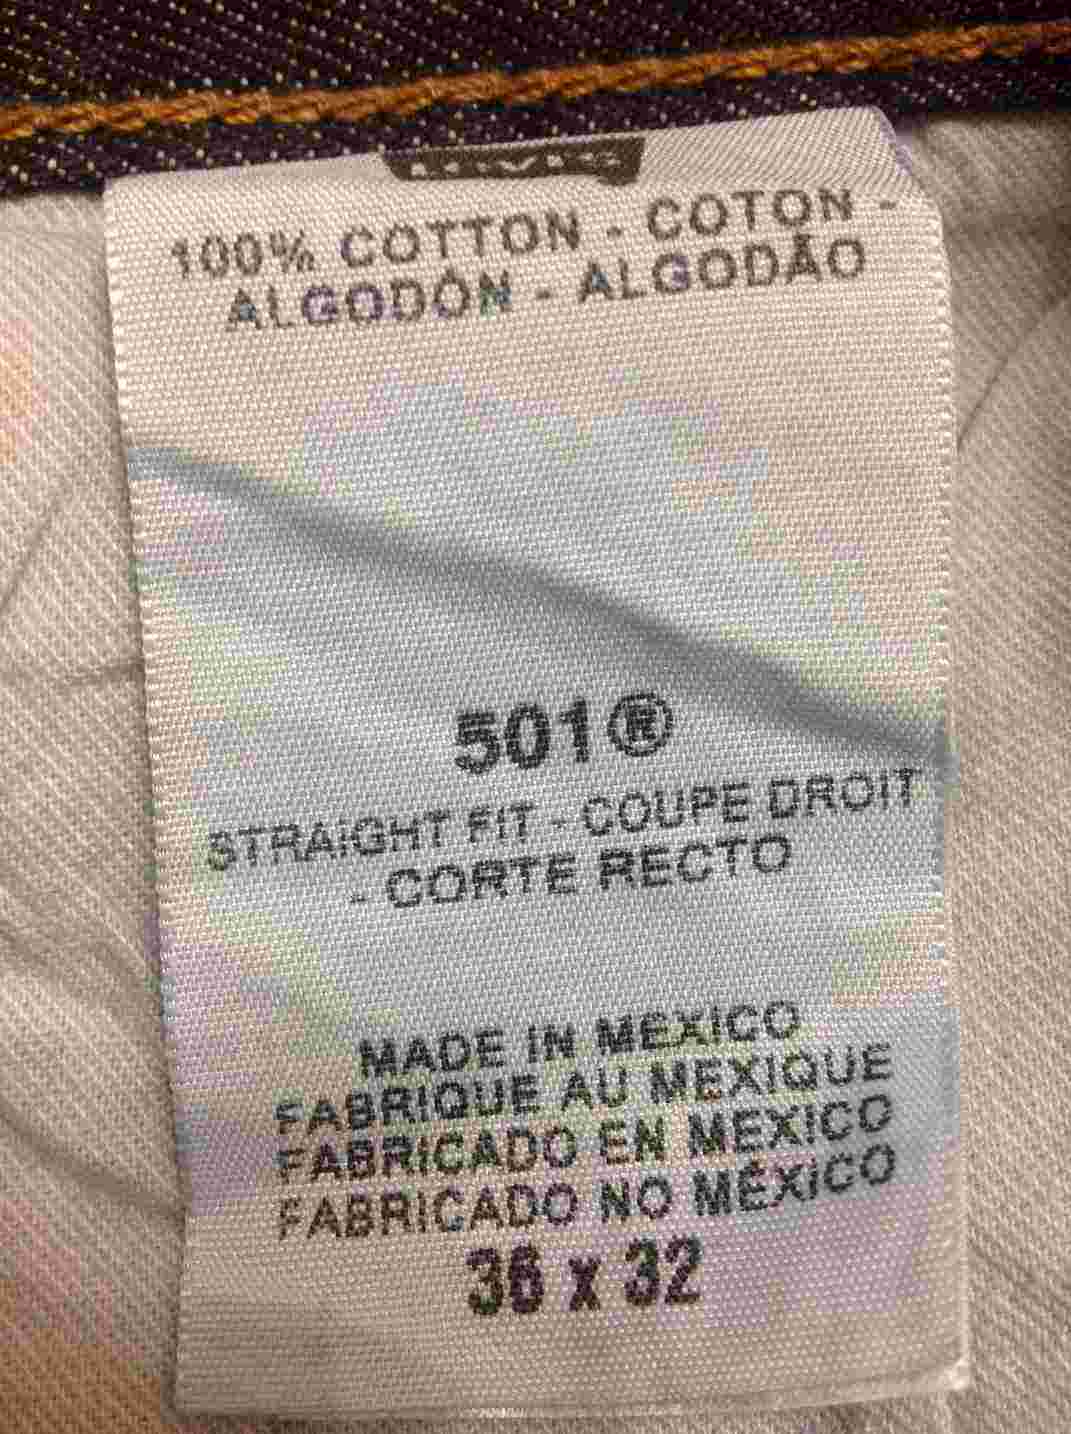 Levi's
100% COTTON - COTON -
ALGODÓN - ALGODÃO
501®
STRAIGHT FIT - COUPE DROIT
- CORTE RECTO
MADE IN MEXICO
FABRIQUE AU MEXIQUE
FABRICADO EN MEXICO
FABRICADO NO MÉXICO
36 x 32